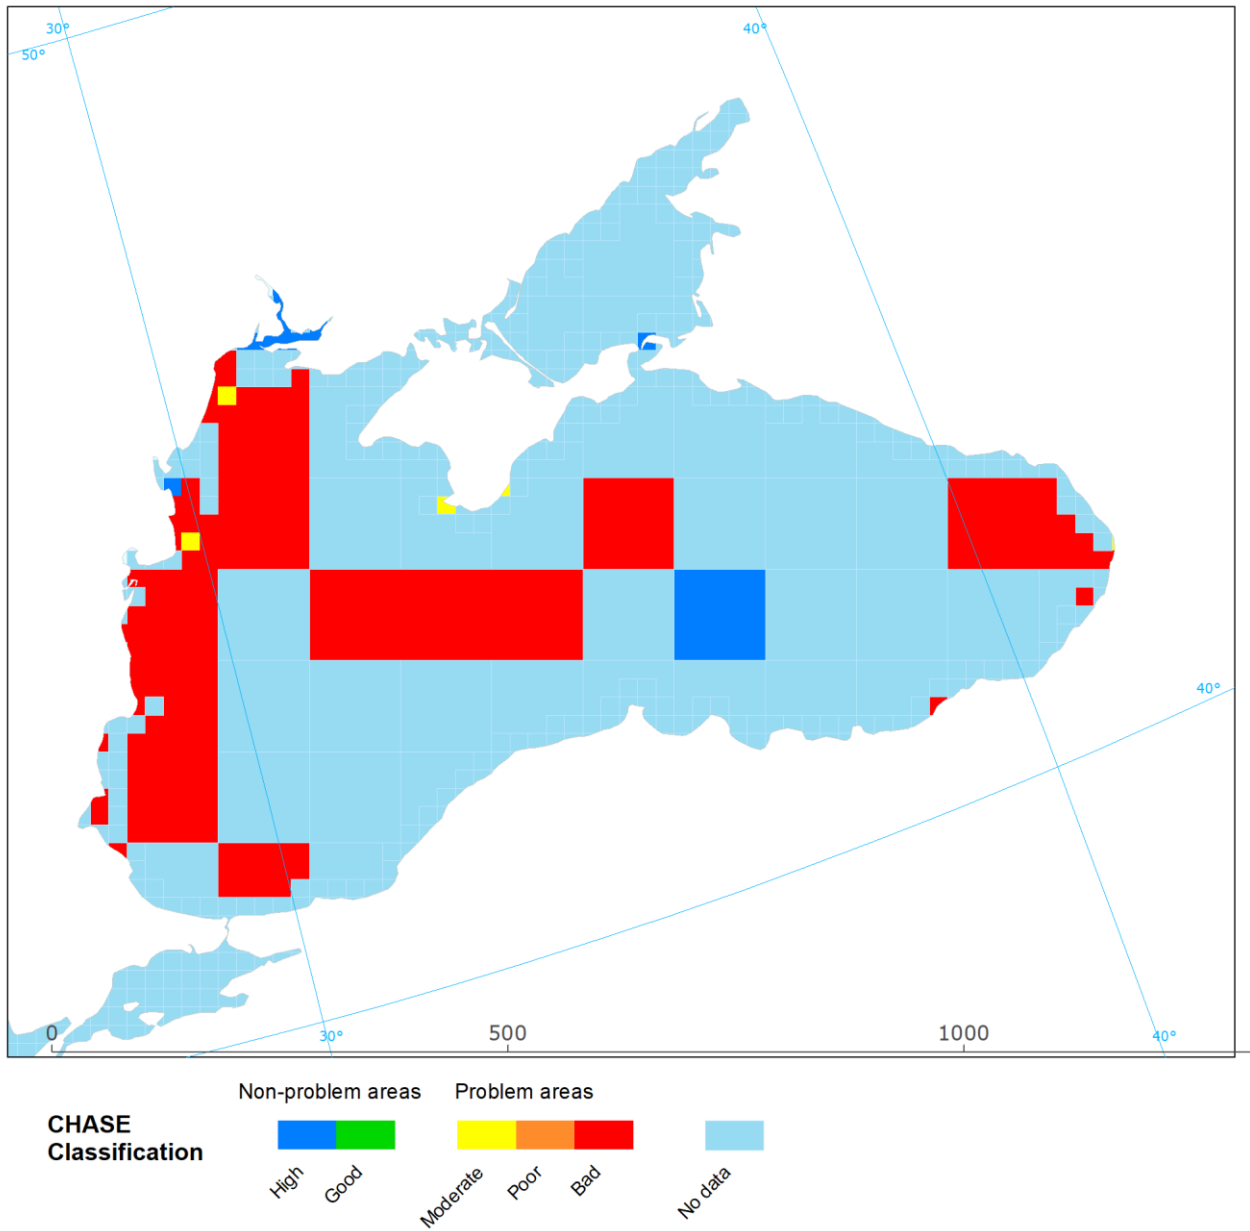 30°
40°
50°
40°
0
500
1000
30°
40°
Non-problem areas
Problem areas
CHASE
Classification
High
Good
Moderate
Poor
Bad
No data